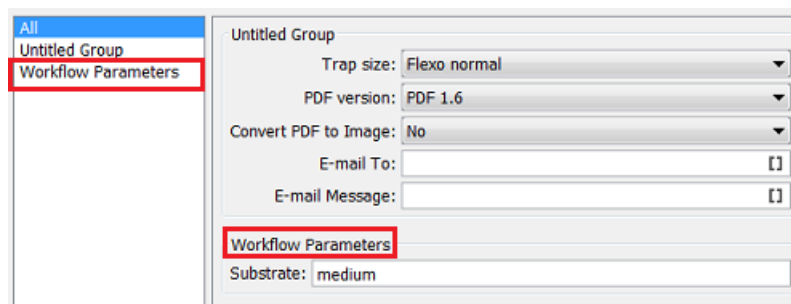 All
Untitled Group
Workflow Parameters
Untitled Group
Trap size: Flexo normal
PDF version: PDF 1.6
Convert PDF to Image: No
E-mail To: []
E-mail Message: []
Workflow Parameters
Substrate: medium